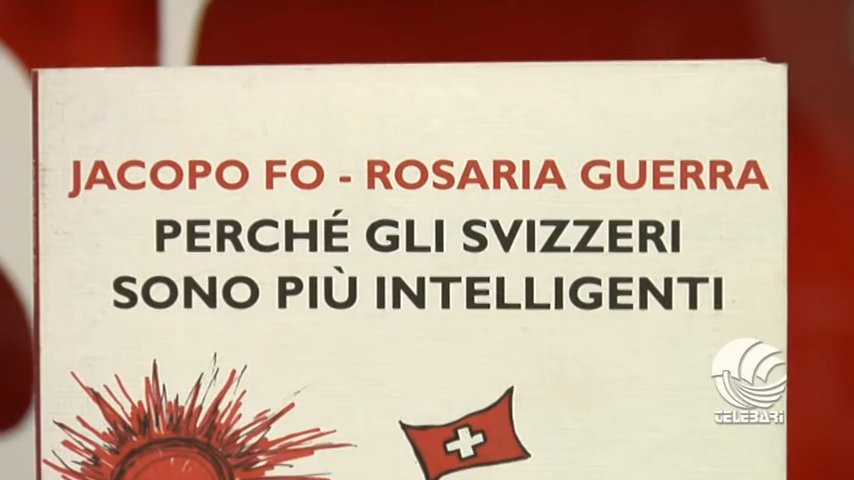 JACOPO FO - ROSARIA GUERRA
PERCHÉ GLI SVIZZERI
SONO PIÙ INTELLIGENTI
TELEBARI